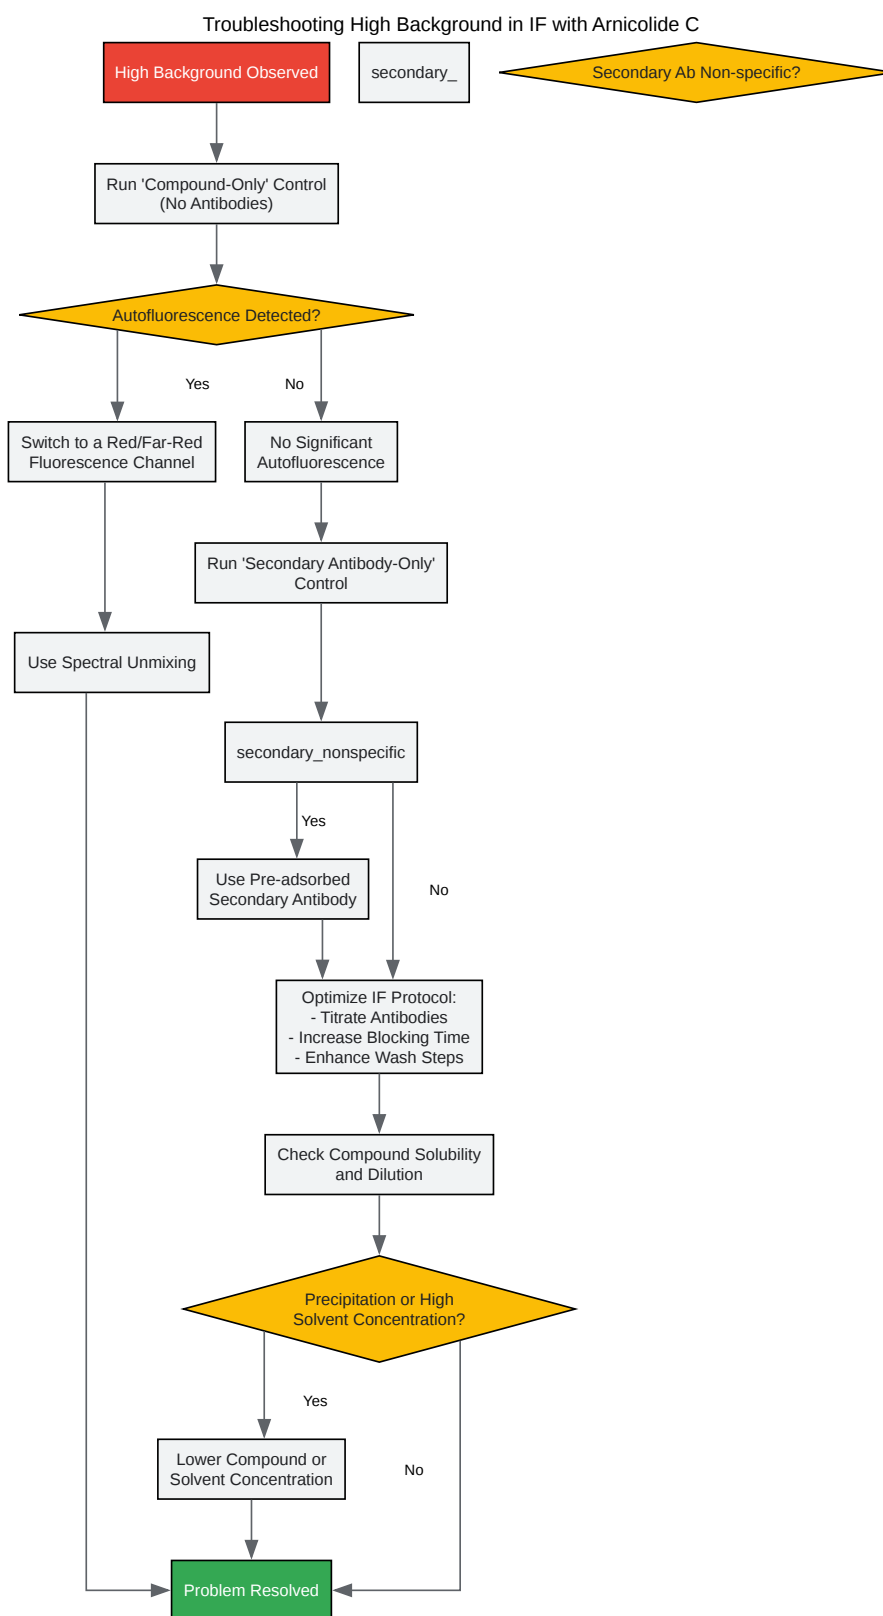 Troubleshooting High Background in IF with Arnicolide C
High Background Observed
secondary_
Secondary Ab Non-specific?
Run 'Compound-Only' Control
(No Antibodies)
Autofluorescence Detected?
Yes
No
Switch to a Red/Far-Red
Fluorescence Channel
No Significant
Autofluorescence
Run 'Secondary Antibody-Only'
Control
Use Spectral Unmixing
secondary_nonspecific
Yes
Use Pre-adsorbed
Secondary Antibody
No
Optimize IF Protocol:
- Titrate Antibodies
- Increase Blocking Time
- Enhance Wash Steps
Check Compound Solubility
and Dilution
Precipitation or High
Solvent Concentration?
Yes
Lower Compound or
Solvent Concentration
No
Problem Resolved